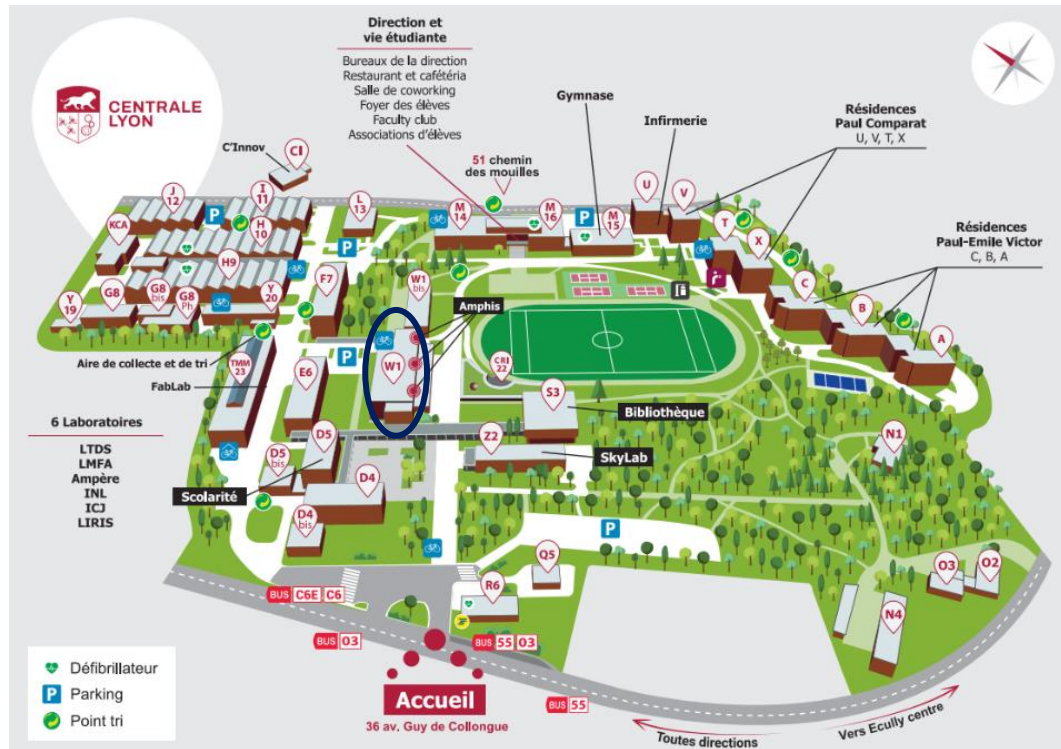 CENTRALE
LYON
Direction et
vie étudiante
Bureaux de la direction
Restaurant et cafétéria
Salle de coworking
Foyer des élèves
Faculty club
Associations d'élèves
Gymnase
Infirmerie
Résidences
Paul Comparat
U, V, T, X
Résidences
Paul-Emile Victor
C, B, A
C'Innov
CI
51 chemin
des mouilles
J
12
I
11
L
13
M
14
M
16
M
15
U
V
KCA
P
H
10
P
P
T
X
H9
F7
W1
bis
C
Y
19
G8
G8
bis
G8
Ph
Y
20
Amphis
B
A
Aire de collecte et de tri
FabLab
TMM
23
E6
P
W1
CRI
22
S3
Bibliothèque
6 Laboratoires
LTDS
LMFA
Ampère
INL
ICJ
LIRIS
D5
D5
bis
Z2
SkyLab
N1
Scolarité
D4
D4
bis
P
Q5
R6
O3
O2
N4
BUS C6E C6
BUS 03
BUS 55 03
BUS 55
Accueil
36 av. Guy de Collongue
Toutes directions
Vers Ecully centre
Défibrillateur
P Parking
Point tri